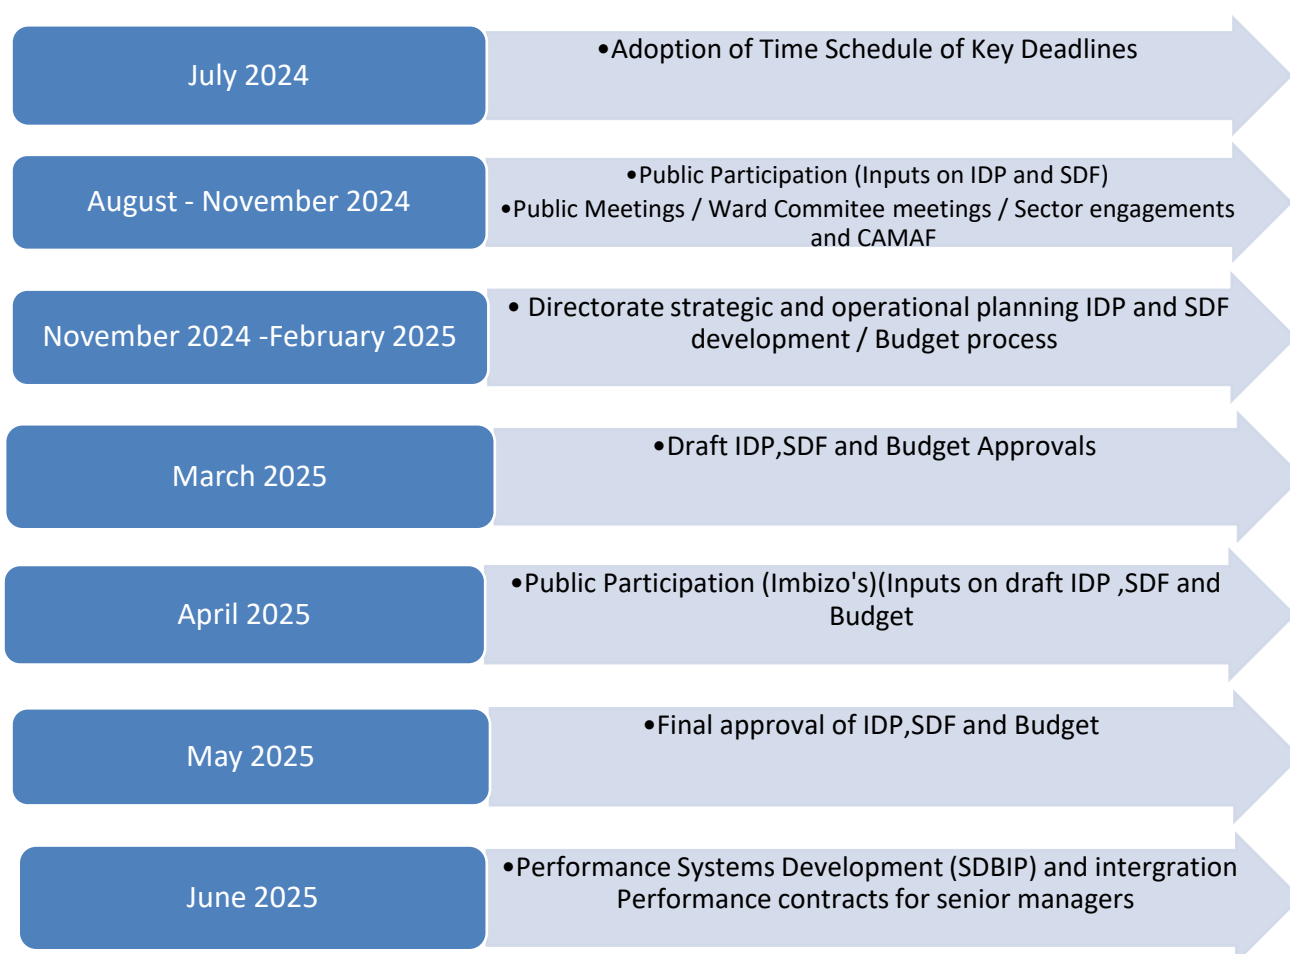 July 2024
•Adoption of Time Schedule of Key Deadlines
August - November 2024
•Public Participation (Inputs on IDP and SDF)
•Public Meetings / Ward Commitee meetings / Sector engagements
and CAMAF
November 2024 -February 2025
• Directorate strategic and operational planning IDP and SDF
development / Budget process
March 2025
•Draft IDP,SDF and Budget Approvals
April 2025
•Public Participation (Imbizo's)(Inputs on draft IDP ,SDF and
Budget
May 2025
•Final approval of IDP,SDF and Budget
June 2025
•Performance Systems Development (SDBIP) and intergration
Performance contracts for senior managers